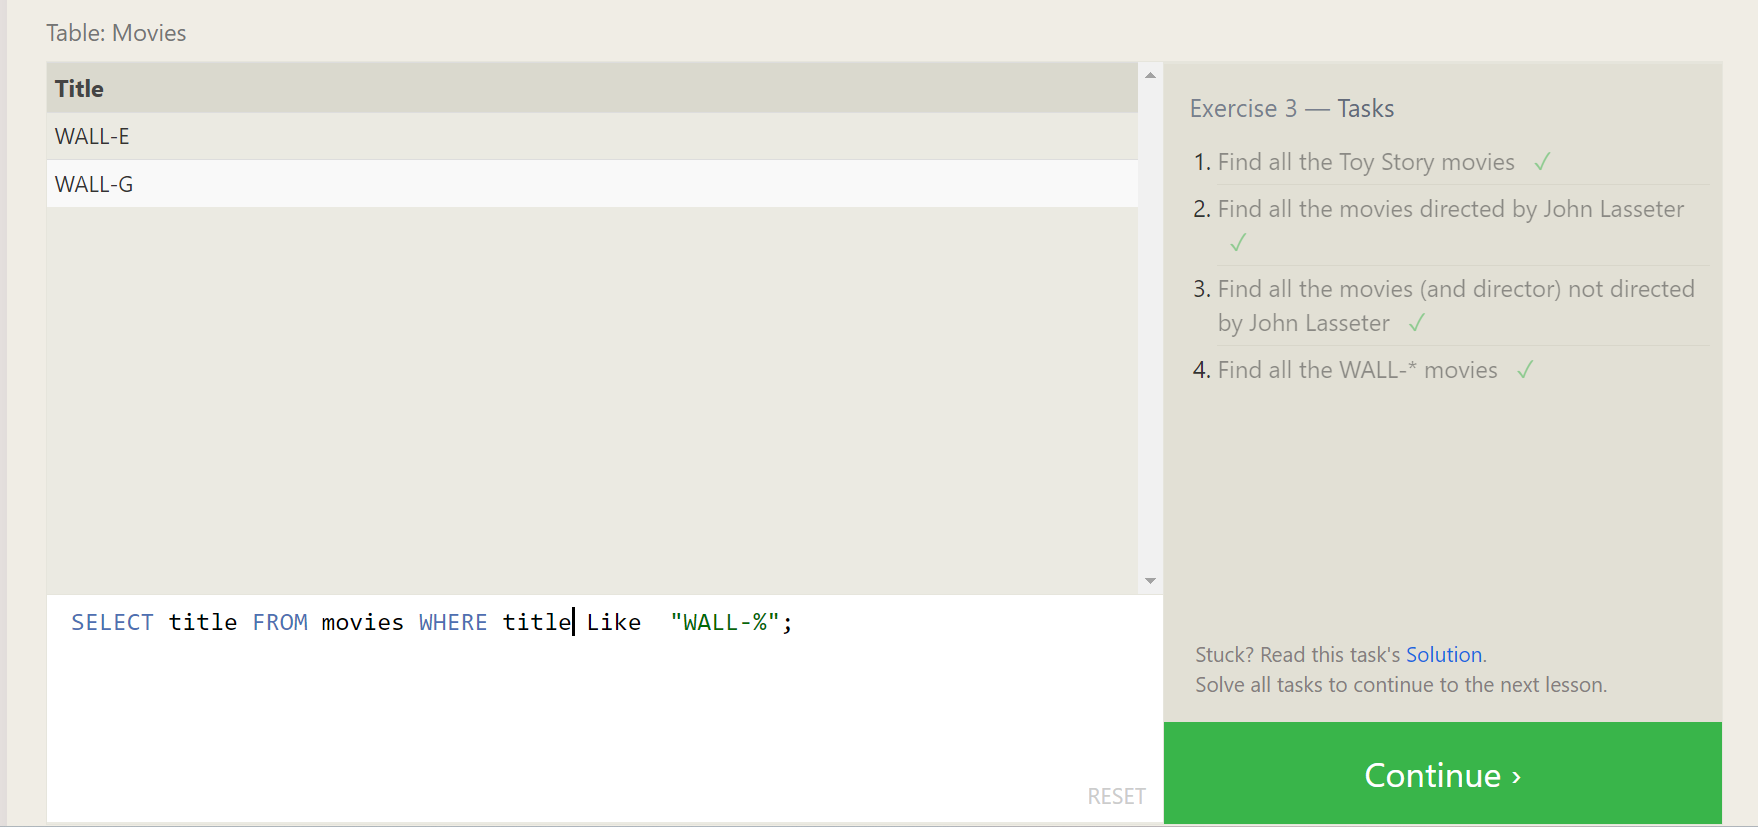 Table: Movies
Title
WALL-E
WALL-G
SELECT title FROM movies WHERE title Like  "WALL-%";
RESET
Exercise 3 — Tasks
1. Find all the Toy Story movies ✓
2. Find all the movies directed by John Lasseter
✓
3. Find all the movies (and director) not directed
by John Lasseter ✓
4. Find all the WALL-* movies ✓
Stuck? Read this task's Solution.
Solve all tasks to continue to the next lesson.
Continue ›